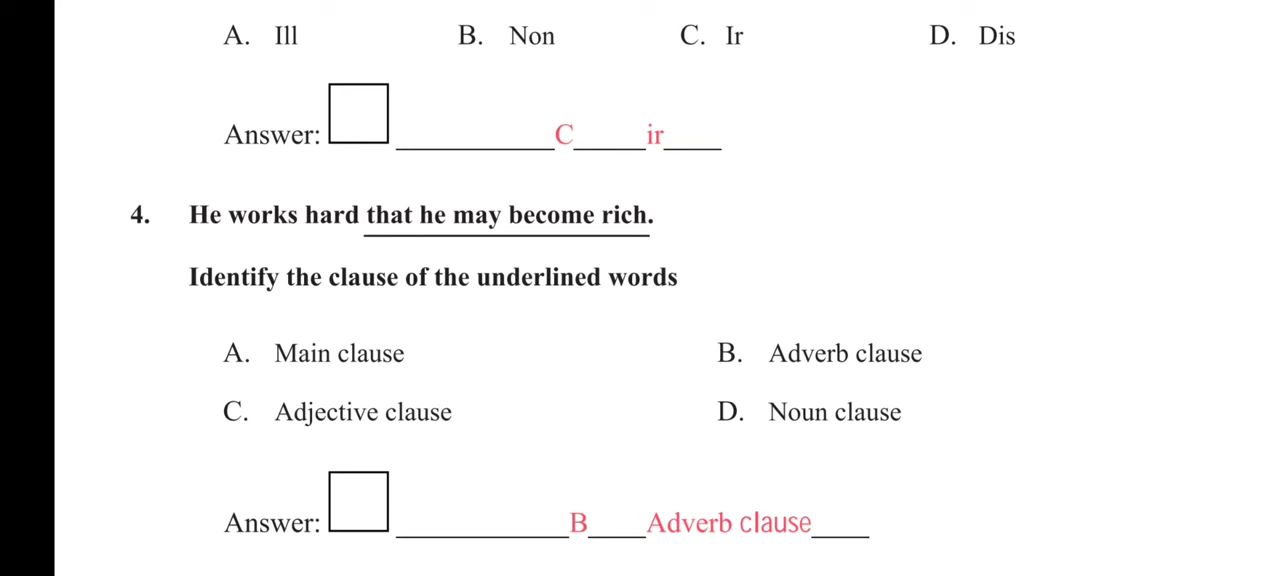 A. Ill B. Non C. Ir D. Dis
Answer: ____________C_____ir____
4. He works hard that he may become rich.
Identify the clause of the underlined words
A. Main clause B. Adverb clause
C. Adjective clause D. Noun clause
Answer: ____________B____Adverb clause____